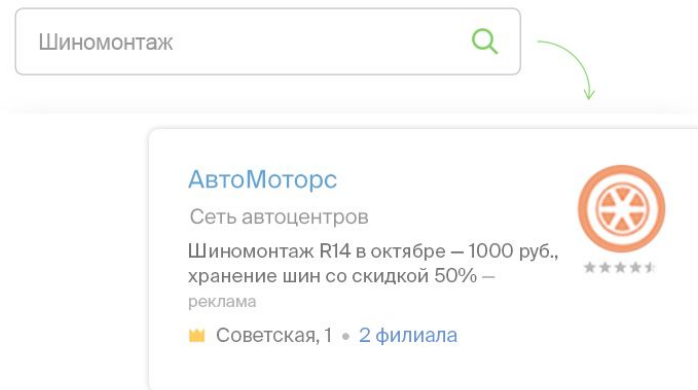 Шиномонтаж
АвтоМоторс
Сеть автоцентров
Шиномонтаж R14 в октябре — 1000 руб.,
хранение шин со скидкой 50% —
реклама
Советская, 1 • 2 филиала